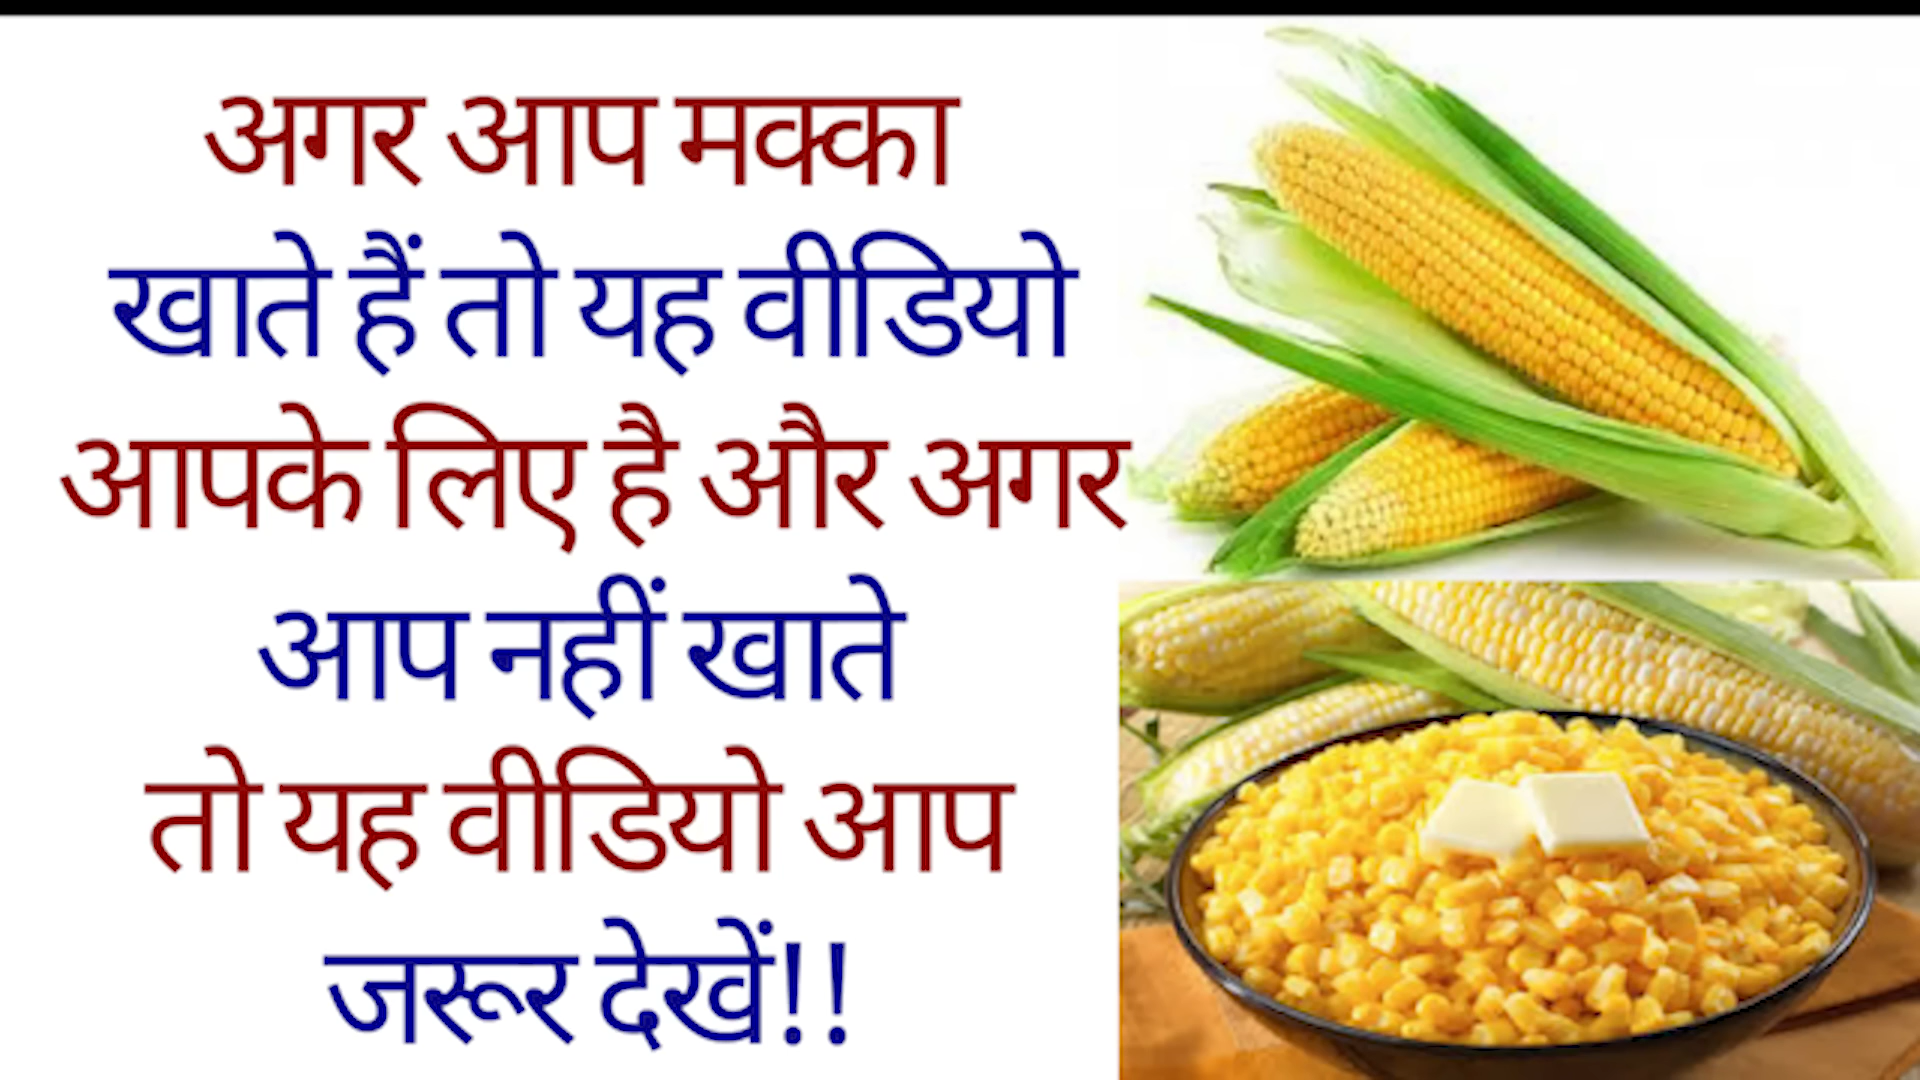 अगर आप मक्का
खाते हैं तो यह वीडियो
आपके लिए है और अगर
आप नहीं खाते
तो यह वीडियो आप
जरूर देखें!!